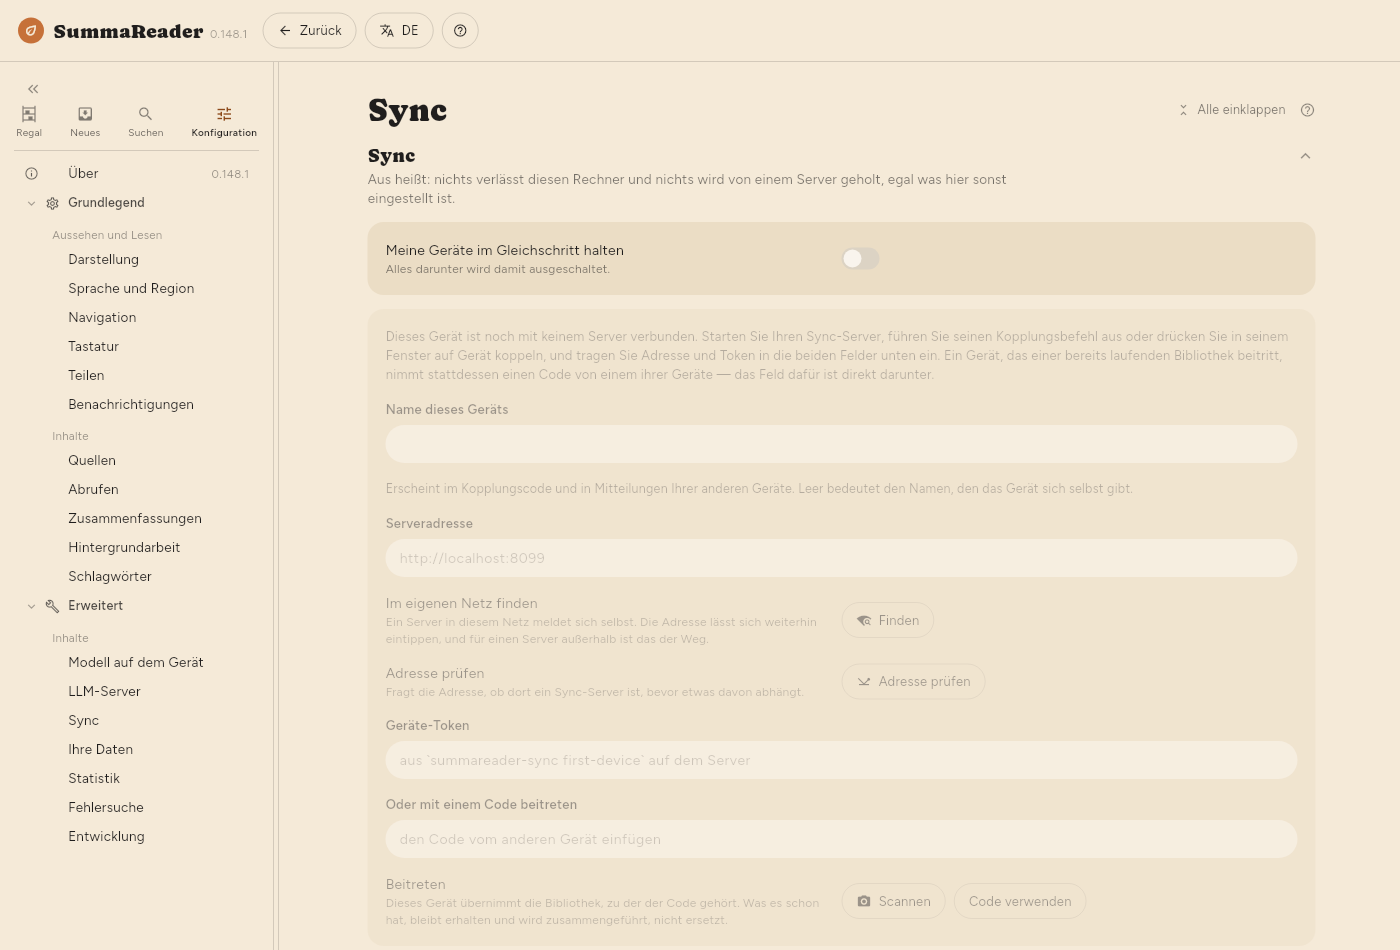 SummaReader 0.148.1
Zurück
DE
Regal
Neues
Suchen
Konfiguration
Über 0.148.1
Grundlegend
Aussehen und Lesen
Darstellung
Sprache und Region
Navigation
Tastatur
Teilen
Benachrichtigungen
Inhalte
Quellen
Abrufen
Zusammenfassungen
Hintergrundarbeit
Schlagwörter
Erweitert
Inhalte
Modell auf dem Gerät
LLM-Server
Sync
Ihre Daten
Statistik
Fehlersuche
Entwicklung
Sync
Alle einklappen
Sync
Aus heißt: nichts verlässt diesen Rechner und nichts wird von einem Server geholt, egal was hier sonst
eingestellt ist.
Meine Geräte im Gleichschritt halten
Alles darunter wird damit ausgeschaltet.
Dieses Gerät ist noch mit keinem Server verbunden. Starten Sie Ihren Sync-Server, führen Sie seinen Kopplungsbefehl aus oder drücken Sie in seinem
Fenster auf Gerät koppeln, und tragen Sie Adresse und Token in die beiden Felder unten ein. Ein Gerät, das einer bereits laufenden Bibliothek beitritt,
nimmt stattdessen einen Code von einem ihrer Geräte — das Feld dafür ist direkt darunter.
Name dieses Geräts
Erscheint im Kopplungscode und in Mitteilungen Ihrer anderen Geräte. Leer bedeutet den Namen, den das Gerät sich selbst gibt.
Serveradresse
http://localhost:8099
Im eigenen Netz finden
Ein Server in diesem Netz meldet sich selbst. Die Adresse lässt sich weiterhin
eintippen, und für einen Server außerhalb ist das der Weg.
Finden
Adresse prüfen
Fragt die Adresse, ob dort ein Sync-Server ist, bevor etwas davon abhängt.
Adresse prüfen
Geräte-Token
aus `summareader-sync first-device` auf dem Server
Oder mit einem Code beitreten
den Code vom anderen Gerät einfügen
Beitreten
Dieses Gerät übernimmt die Bibliothek, zu der der Code gehört. Was es schon
hat, bleibt erhalten und wird zusammengeführt, nicht ersetzt.
Scannen
Code verwenden